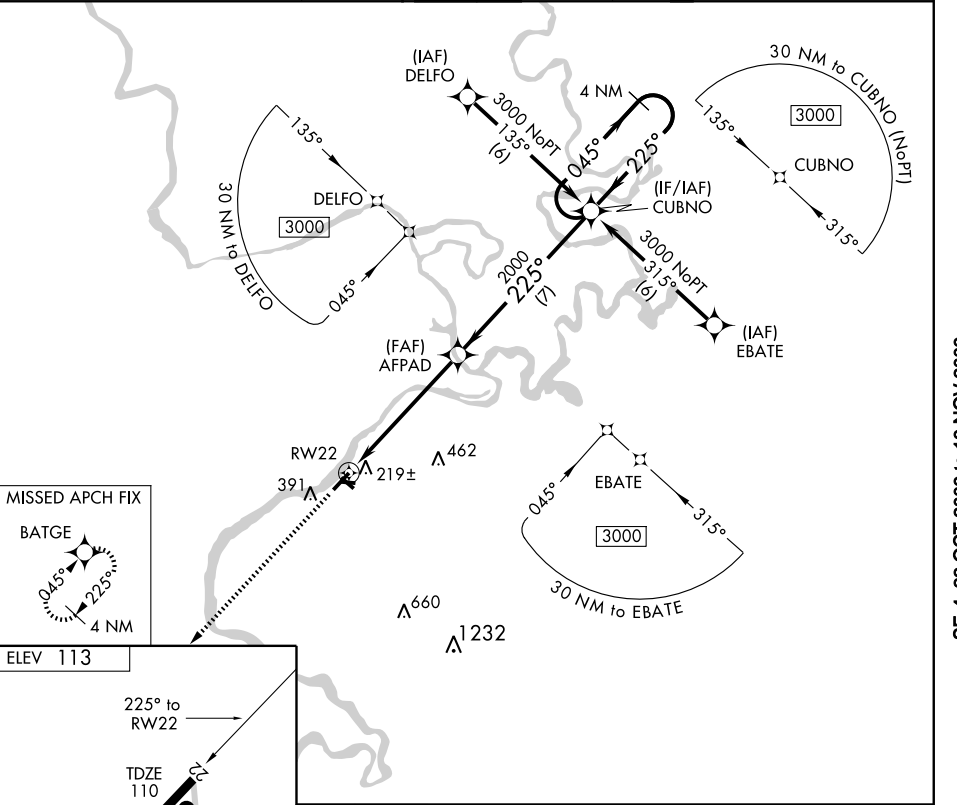 (IAF)
DELFO
4 NM
3000 NoPT
135°
(6)
045°
225°
30 NM to CUBNO (NoPT)
3000
135°
CUBNO
315°
135°
DELFO
3000
045°
30 NM to DELFO
(IF/IAF)
CUBNO
3000 NoPT
315°
(6)
(IAF)
EBATE
2000
225°
(7)
(FAF)
AFPAD
RW22
219±
462
391
EBATE
045°
315°
3000
30 NM to EBATE
MISSED APCH FIX
BATGE
045°
225°
4 NM
660
1232
ELEV 113
225° to
RW22
22
TDZE
110